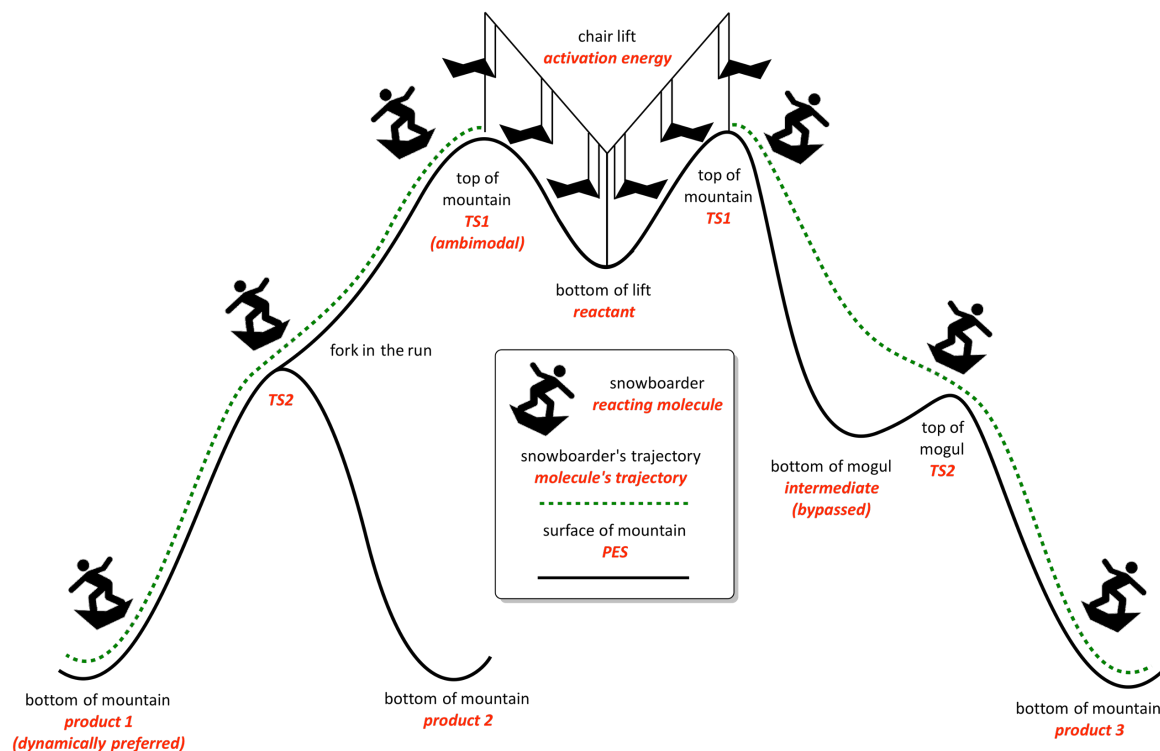 chair lift
activation energy
top of
mountain
TS1
(ambimodal)
top of
mountain
TS1
bottom of lift
reactant
fork in the run
TS2
snowboarder
reacting molecule
snowboarder's trajectory
molecule's trajectory
surface of mountain
PES
top of
mogul
TS2
bottom of mogul
intermediate
(bypassed)
bottom of mountain
product 1
(dynamically preferred)
bottom of mountain
product 2
bottom of mountain
product 3